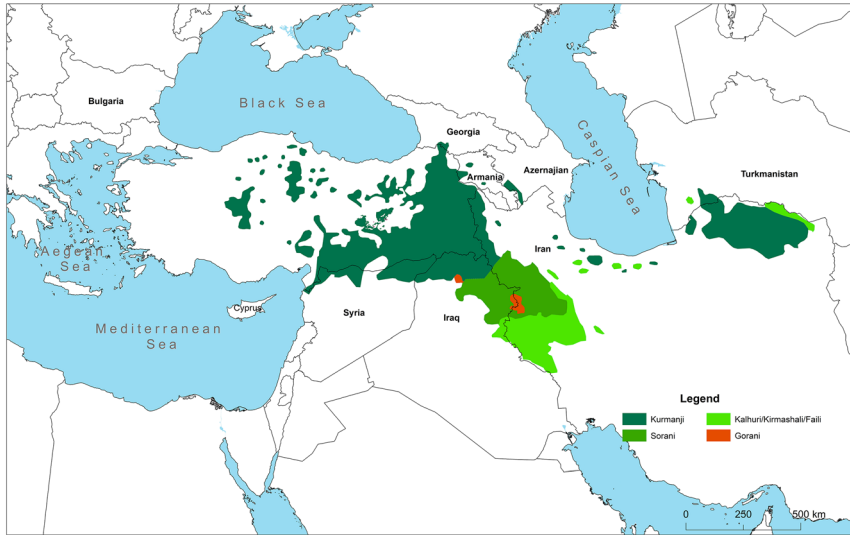 Black Sea
Bulgaria
Georgia
Caspian Sea
Armania
Azernajian
Turkmanistan
Aegean
Sea
Iran
Cyprus
Syria
Iraq
Mediterranean
Sea
Legend
Kurmanji
Kalhuri/Kirmashali/Faili
Sorani
Gorani
0 250 500 km